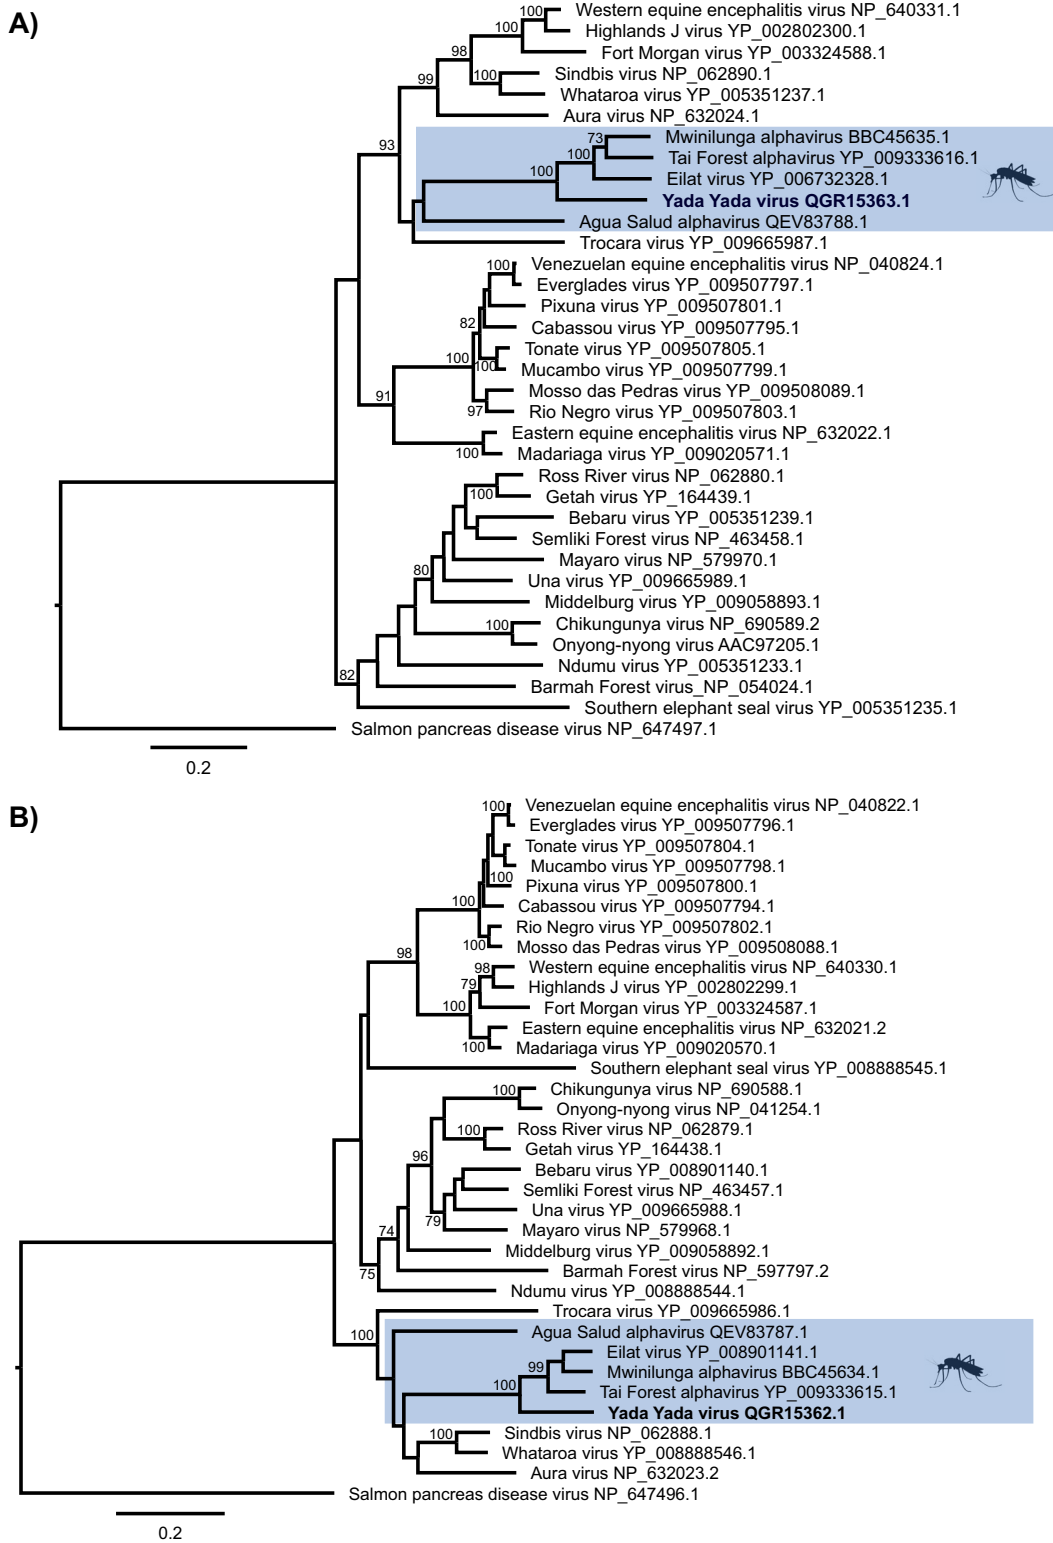 A)
100
Western equine encephalitis virus NP_640331.1
100
Highlands J virus YP_002802300.1
98
Fort Morgan virus YP_003324588.1
99
100
Sindbis virus NP_062890.1
Whataroa virus YP_005351237.1
Aura virus NP_632024.1
93
73
Mwinilunga alphavirus BBC45635.1
100
Tai Forest alphavirus YP_009333616.1
100
Eilat virus YP_006732328.1
Yada Yada virus QGR15363.1
Agua Salud alphavirus QEV83788.1
Trocara virus YP_009665987.1
100
Venezuelan equine encephalitis virus NP_040824.1
Everglades virus YP_009507797.1
Pixuna virus YP_009507801.1
82
Cabassou virus YP_009507795.1
Tonate virus YP_009507805.1
100
100
Mucambo virus YP_009507799.1
91
Mosso das Pedras virus YP_009508089.1
97
Rio Negro virus YP_009507803.1
Eastern equine encephalitis virus NP_632022.1
100
Madariaga virus YP_009020571.1
Ross River virus NP_062880.1
100
Getah virus YP_164439.1
Bebaru virus YP_005351239.1
Semliki Forest virus NP_463458.1
Mayaro virus NP_579970.1
80
Una virus YP_009665989.1
Middelburg virus YP_009058893.1
100
Chikungunya virus NP_690589.2
Onyong-nyong virus AAC97205.1
Ndumu virus YP_005351233.1
82
Barmah Forest virus_NP_054024.1
Southern elephant seal virus YP_005351235.1
Salmon pancreas disease virus NP_647497.1
0.2
B)
100
Venezuelan equine encephalitis virus NP_040822.1
Everglades virus YP_009507796.1
Tonate virus YP_009507804.1
Mucambo virus YP_009507798.1
100
Pixuna virus YP_009507800.1
100
Cabassou virus YP_009507794.1
Rio Negro virus YP_009507802.1
100
Mosso das Pedras virus YP_009508088.1
98
98
Western equine encephalitis virus NP_640330.1
79
Highlands J virus YP_002802299.1
100
Fort Morgan virus YP_003324587.1
Eastern equine encephalitis virus NP_632021.2
100
Madariaga virus YP_009020570.1
Southern elephant seal virus YP_008888545.1
100
Chikungunya virus NP_690588.1
Onyong-nyong virus NP_041254.1
Ross River virus NP_062879.1
100
Getah virus YP_164438.1
96
Bebaru virus YP_008901140.1
Semliki Forest virus NP_463457.1
Una virus YP_009665988.1
79
Mayaro virus NP_579968.1
74
Middelburg virus YP_009058892.1
75
Barmah Forest virus NP_597797.2
Ndumu virus YP_008888544.1
Trocara virus YP_009665986.1
100
Agua Salud alphavirus QEV83787.1
Eilat virus YP_008901141.1
99
Mwinilunga alphavirus BBC45634.1
100
Tai Forest alphavirus YP_009333615.1
Yada Yada virus QGR15362.1
100
Sindbis virus NP_062888.1
Whataroa virus YP_008888546.1
Aura virus NP_632023.2
Salmon pancreas disease virus NP_647496.1
0.2